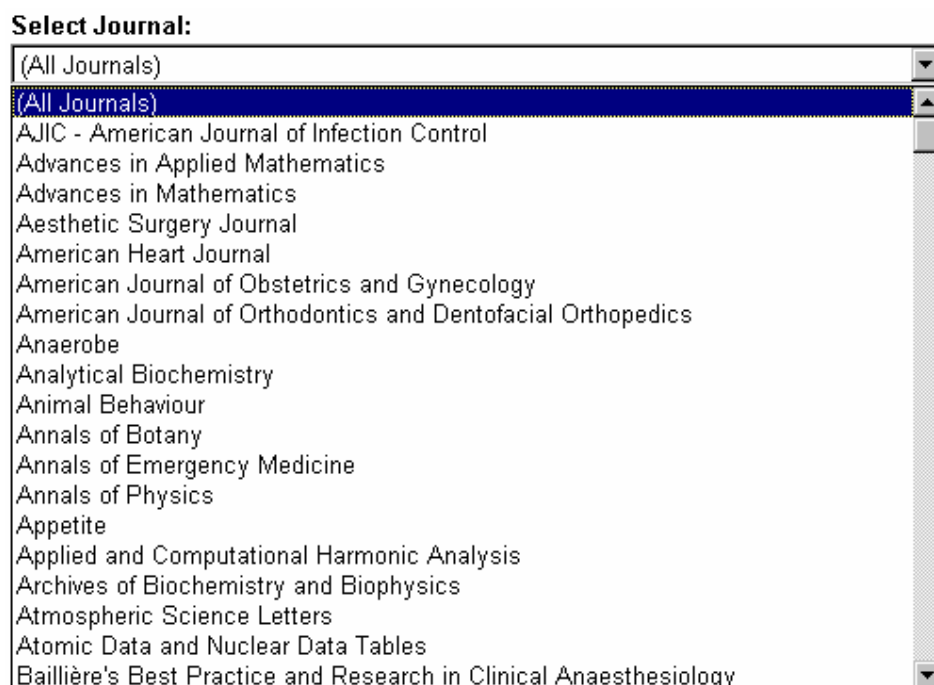 Select Journal:
(All Journals)
(All Journals)
AJIC - American Journal of Infection Control
Advances in Applied Mathematics
Advances in Mathematics
Aesthetic Surgery Journal
American Heart Journal
American Journal of Obstetrics and Gynecology
American Journal of Orthodontics and Dentofacial Orthopedics
Anaerobe
Analytical Biochemistry
Animal Behaviour
Annals of Botany
Annals of Emergency Medicine
Annals of Physics
Appetite
Applied and Computational Harmonic Analysis
Archives of Biochemistry and Biophysics
Atmospheric Science Letters
Atomic Data and Nuclear Data Tables
Baillière's Best Practice and Research in Clinical Anaesthesiology